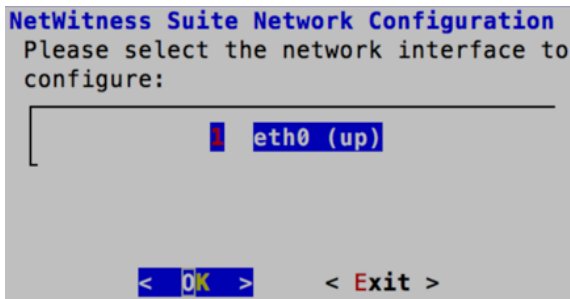 NetWitness Suite Network Configuration
Please select the network interface to
configure:
1 eth0 (up)
< OK > < Exit >